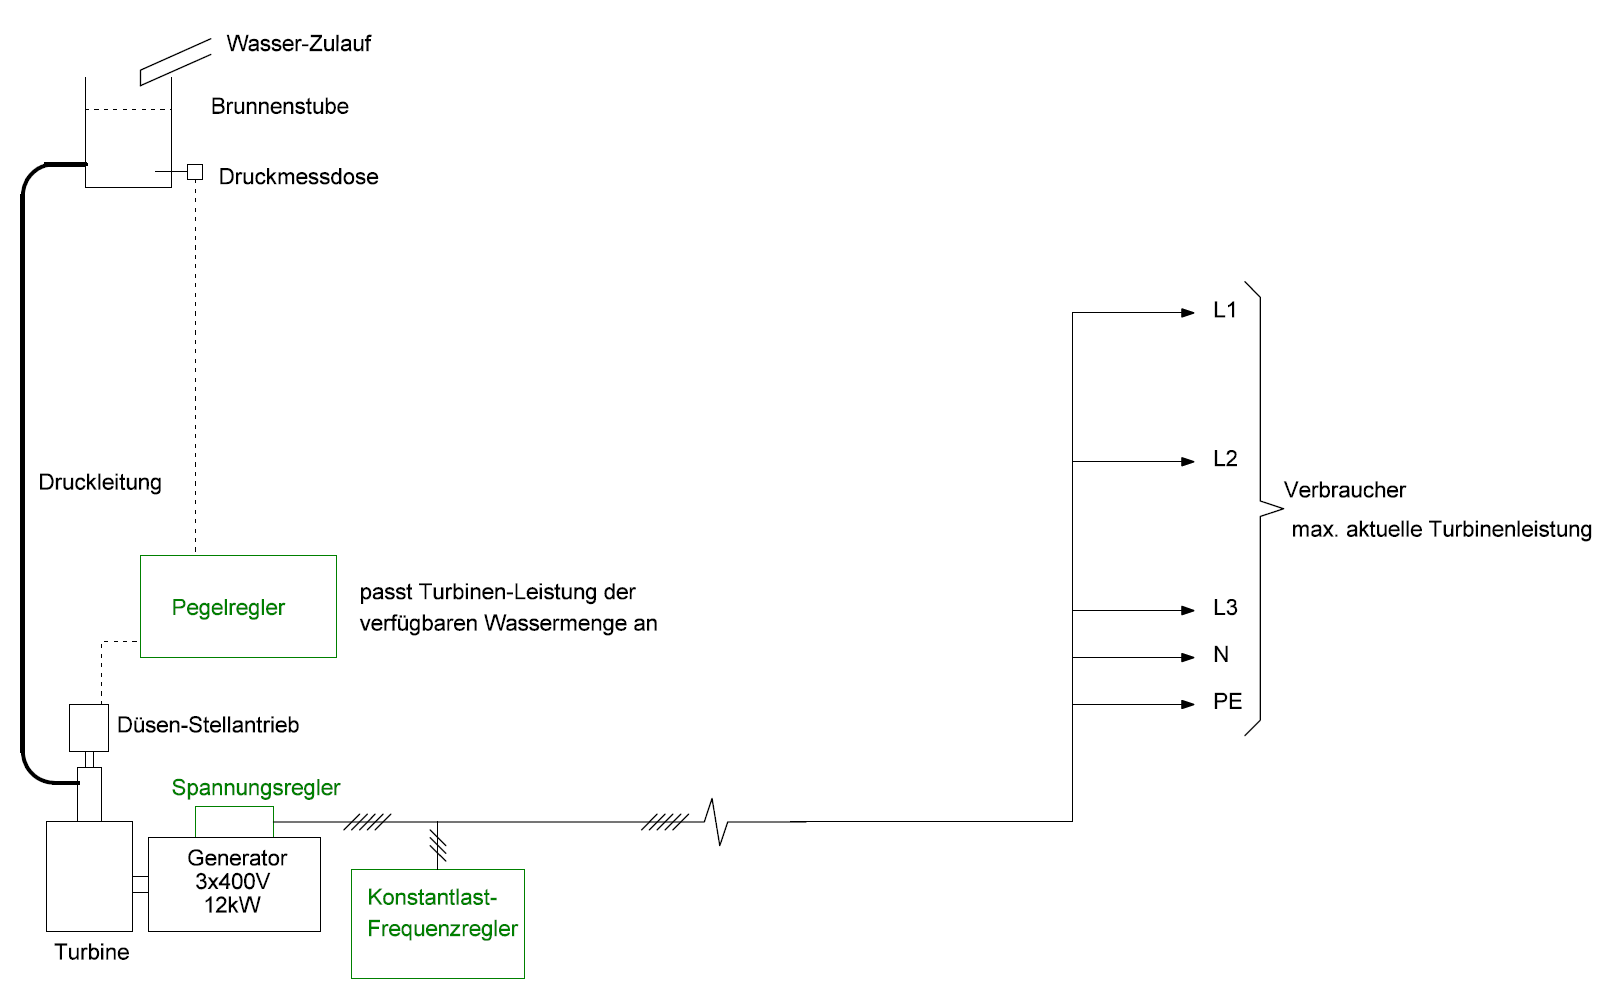 Wasser-Zulauf
Brunnenstube
Druckmessdose
L1
L2
Druckleitung
Verbraucher
max. aktuelle Turbinenleistung
Pegelregler
passt Turbinen-Leistung der
verfügbaren Wassermenge an
L3
N
PE
Düsen-Stellantrieb
Spannungsregler
Generator
3x400V
12kW
Konstantlast-
Frequenzregler
Turbine